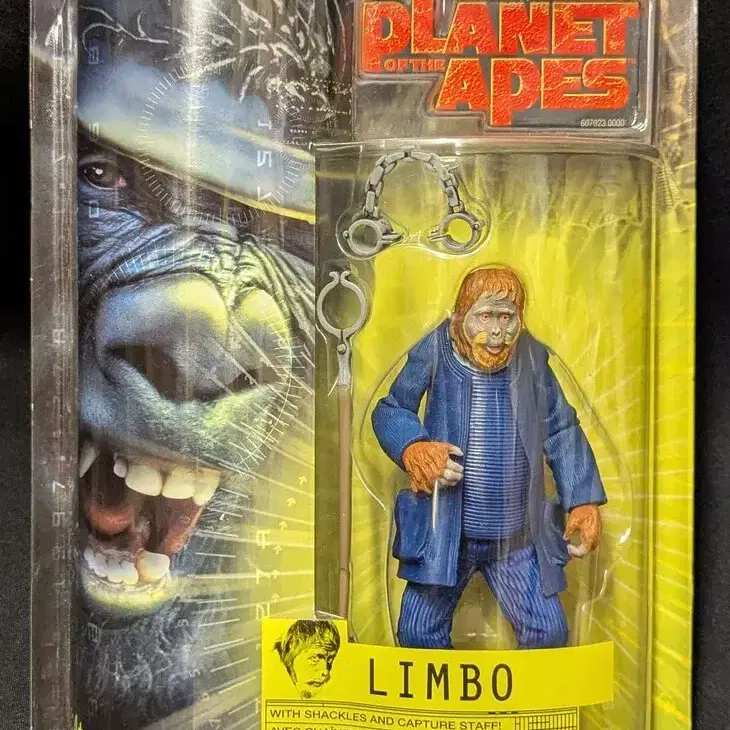 PLANET
OF THE
APES
607023.0000
LIMBO
WITH SHACKLES AND CAPTURE STAFF!